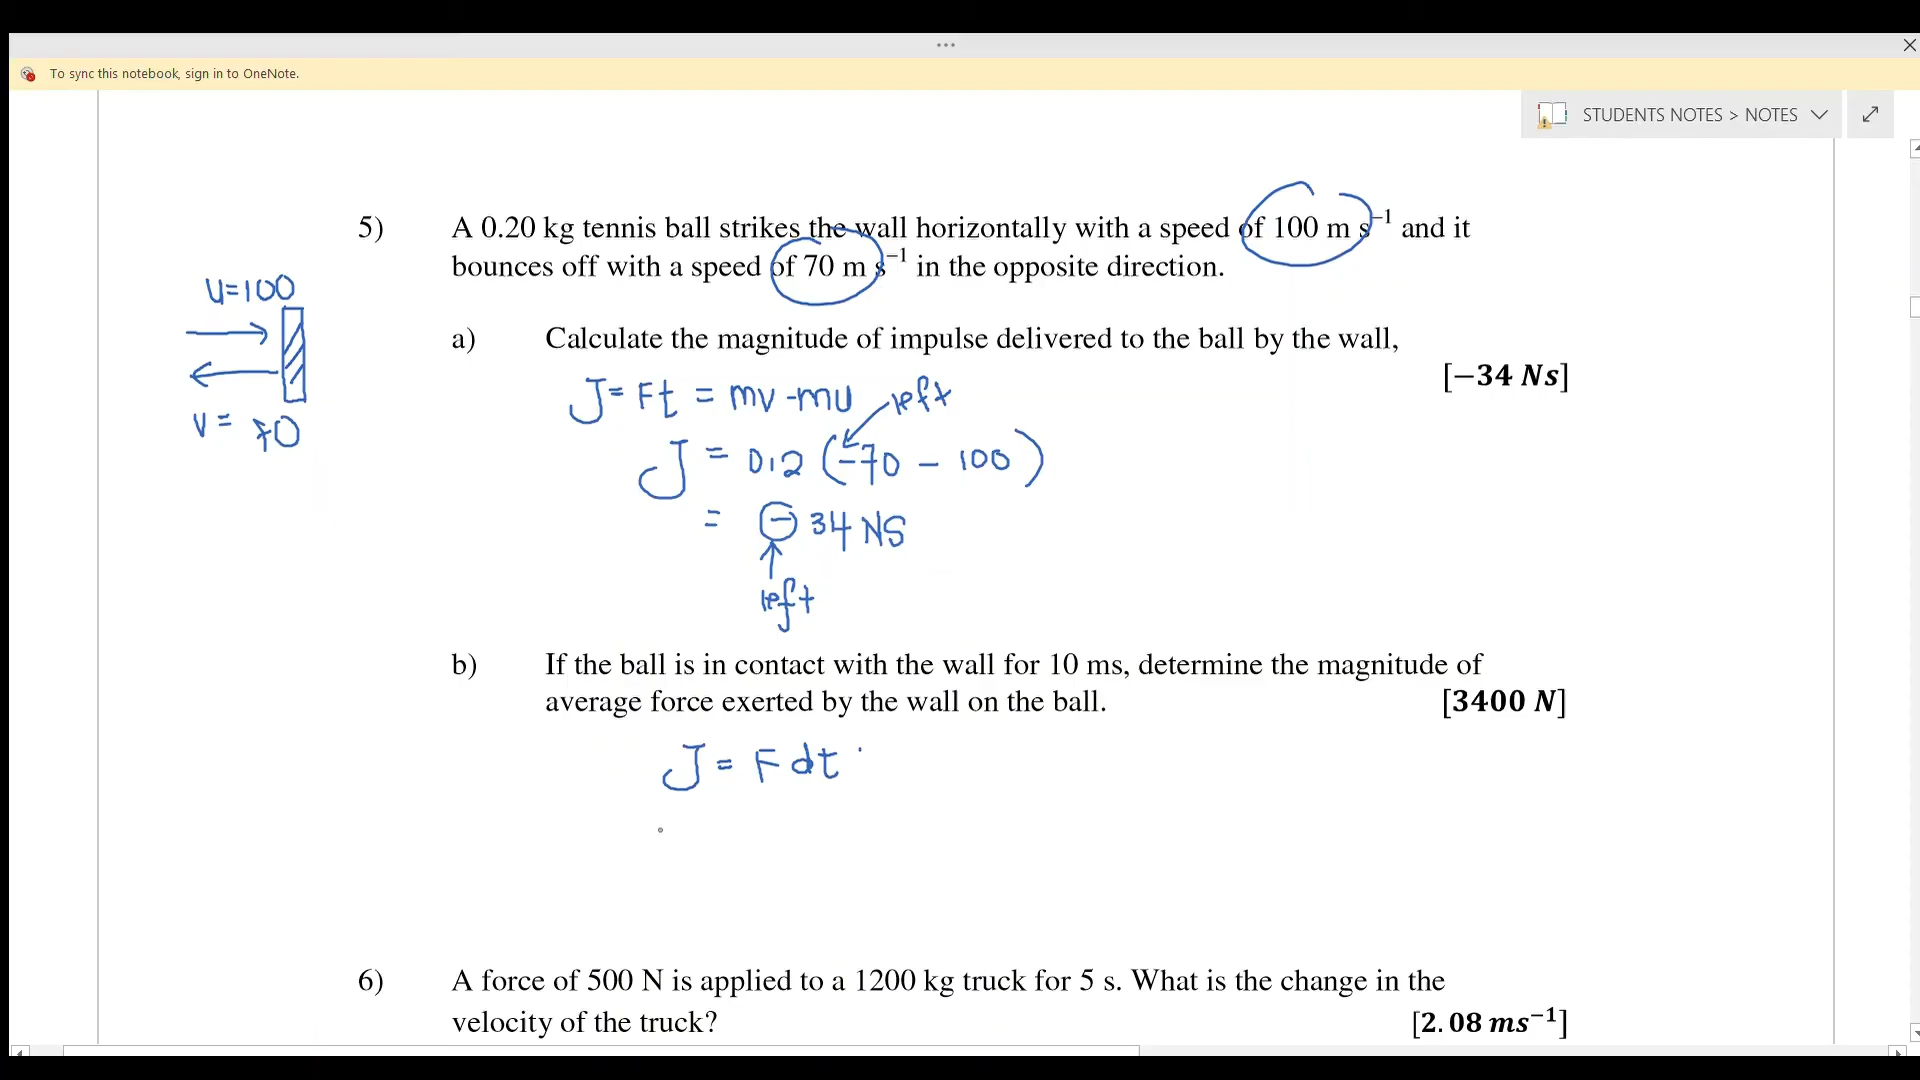 To sync this notebook, sign in to OneNote.
STUDENTS NOTES > NOTES
5) A 0.20 kg tennis ball strikes the wall horizontally with a speed of 100 m s⁻¹ and it
bounces off with a speed of 70 m s⁻¹ in the opposite direction.
u=100
v= 70
a) Calculate the magnitude of impulse delivered to the ball by the wall,
[−34 Ns]
J= Ft = mv -mu
left
J = 0.2 (-70 - 100)
= - 34 NS
left
b) If the ball is in contact with the wall for 10 ms, determine the magnitude of
average force exerted by the wall on the ball. [3400 N]
J = F dt
6) A force of 500 N is applied to a 1200 kg truck for 5 s. What is the change in the
velocity of the truck? [2.08 ms⁻¹]